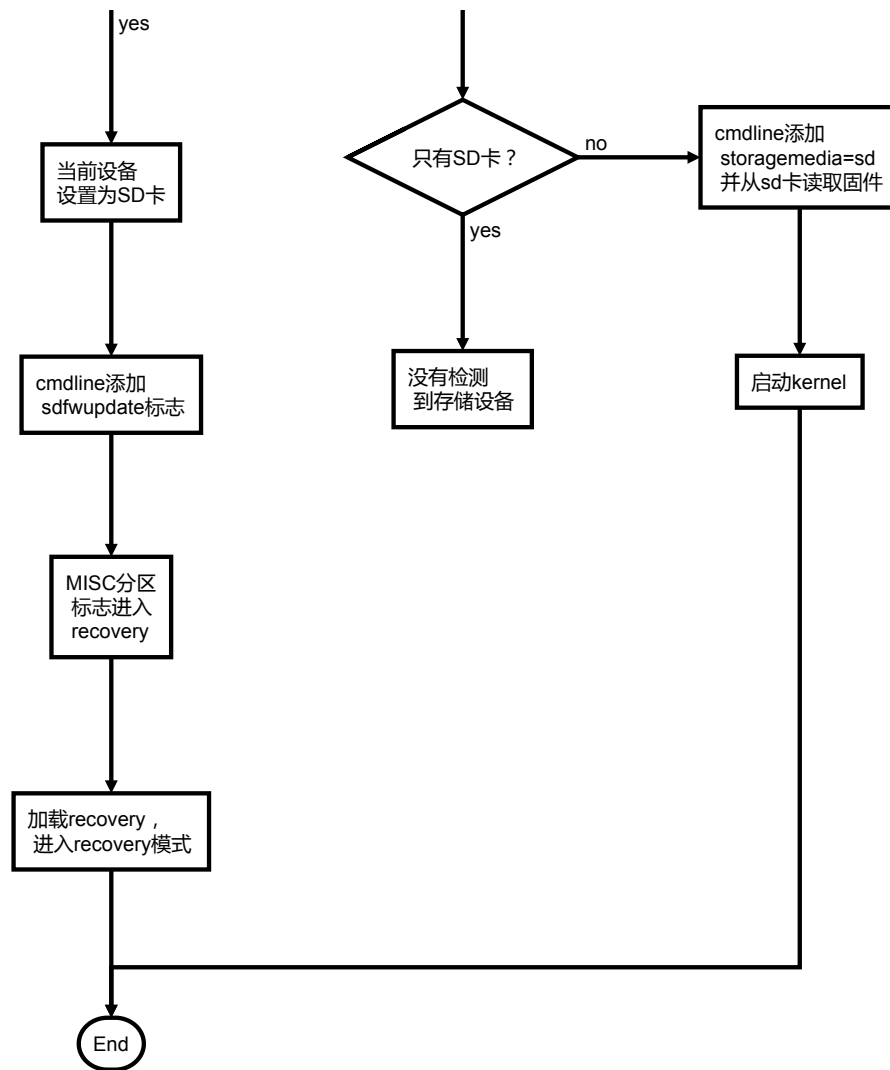 yes
当前设备
设置为SD卡
cmdline添加
sdfwupdate标志
MISC分区
标志进入
recovery
加载recovery，
进入recovery模式
End
只有SD卡？
no
yes
没有检测
到存储设备
cmdline添加
storagemedia=sd
并从sd卡读取固件
启动kernel